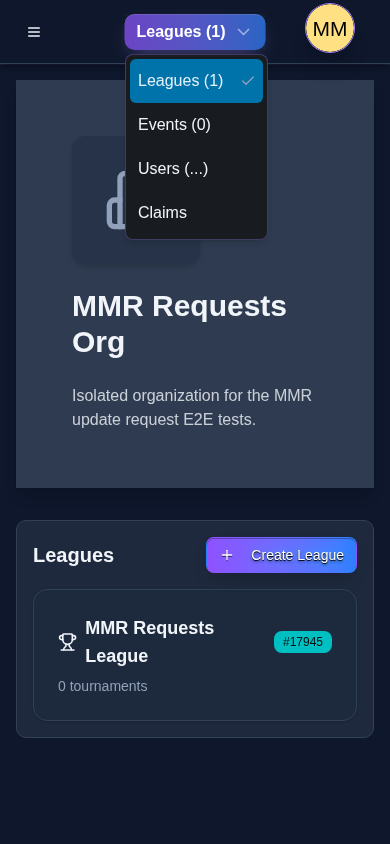 Leagues (1)
MM
Leagues (1)
Events (0)
Users (...)
Claims
MMR Requests
Org
Isolated organization for the MMR
update request E2E tests.
Leagues
Create League
MMR Requests
League
#17945
0 tournaments